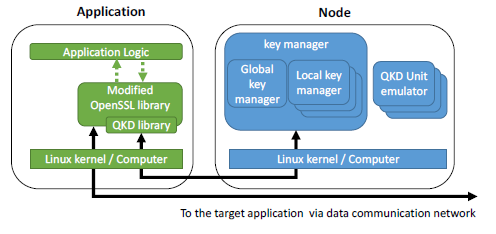 Application
Node
Application Logic
Modified
OpenSSL library
QKD library
Linux kernel / Computer
key manager
Global
key
manager
Local key
manager
QKD Unit
emulator
Linux kernel / Computer
To the target application via data communication network